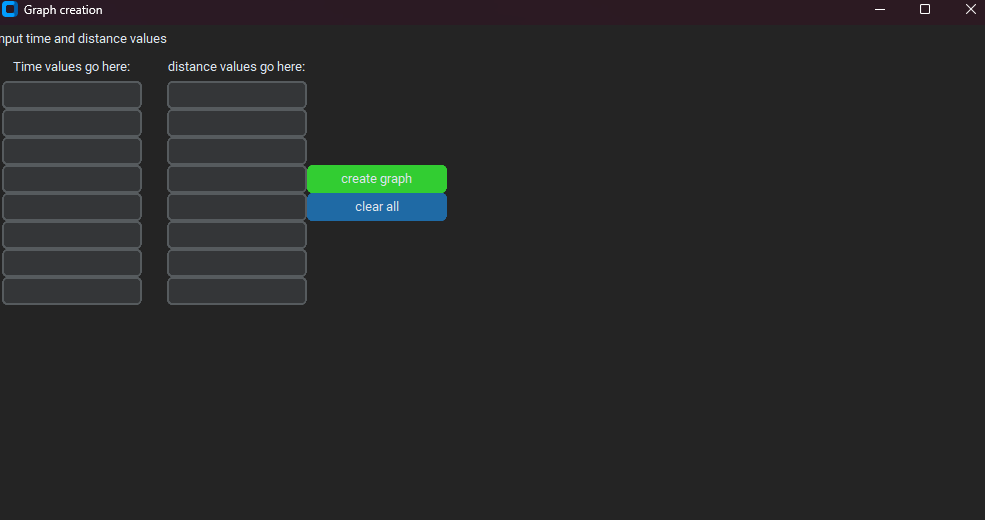 Graph creation
nput time and distance values
Time values go here:
distance values go here:
create graph
clear all